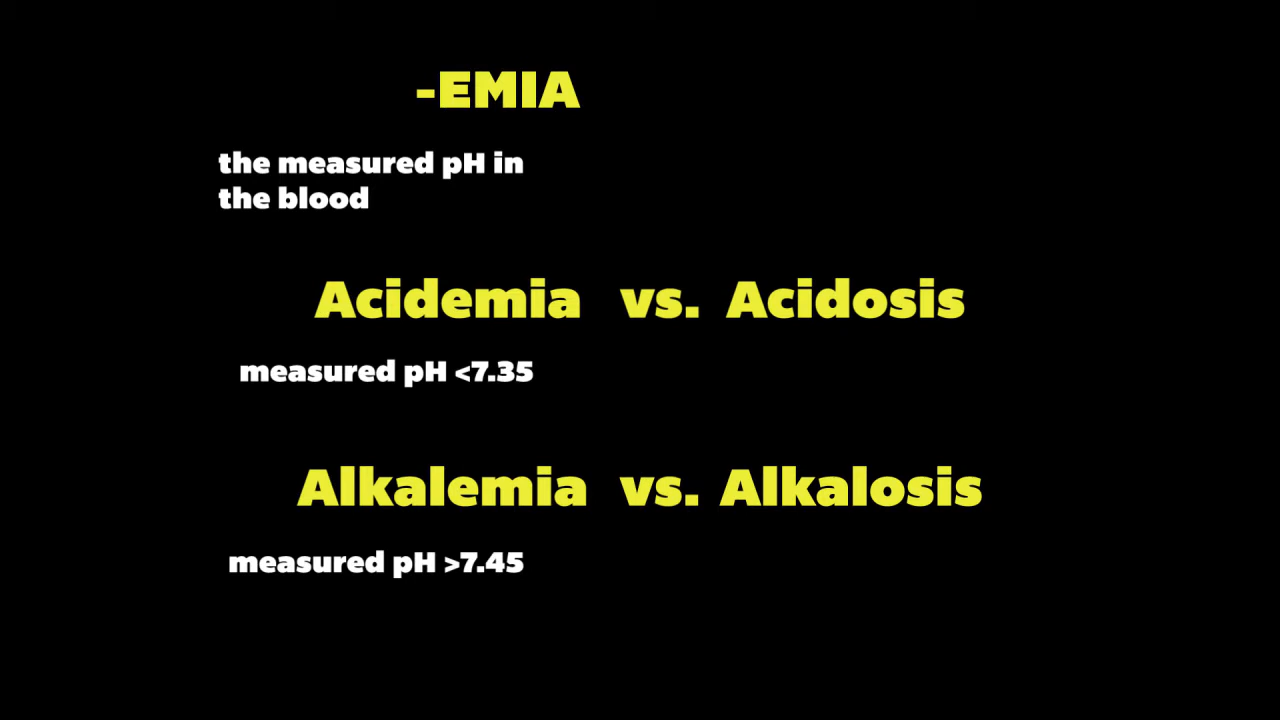 -EMIA
the measured pH in
the blood
Acidemia vs. Acidosis
measured pH <7.35
Alkalemia vs. Alkalosis
measured pH >7.45